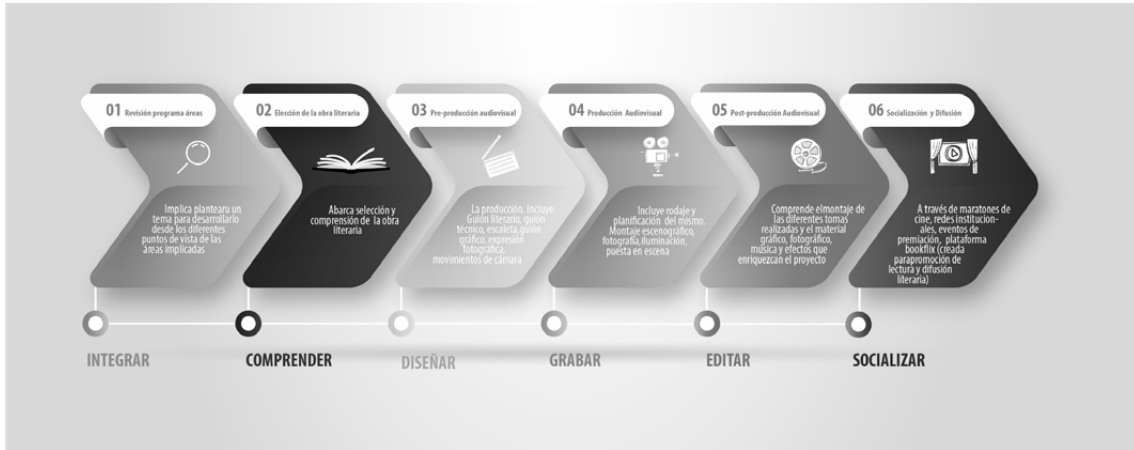 01 Revisión programa áreas
Implica plantearu un
tema para desarrollarlo
desde los diferentes
puntos de vista de las
áreas implicadas
INTEGRAR
02 Elección de la obra literaria
Abarca selección y
comprensión de la obra
literaria
COMPRENDER
03 Pre-producción audiovisual
La producción. Incluye:
Guión literario, guión
técnico, escaleta,guión
gráfico, expresión
fotográfica,
movimientos de cámara
DISEÑAR
04 Producción Audiovisual
Incluye rodaje y
planificación del mismo.
Montaje escenográfico,
fotografía,iluminación,
puesta en escena
GRABAR
05 Post-producción Audiovisual
Comprende elmontaje de
las diferentes tomas
realizadas y el material
gráfico, fotográfico,
música y efectos que
enriquezcan el proyecto
EDITAR
06 Socialización y Difusión
A través de maratones de
cine, redes institucion-
ales, eventos de
premiación, plataforma
bookflix (creada
parapromoción de
lectura y difusión
literaria)
SOCIALIZAR